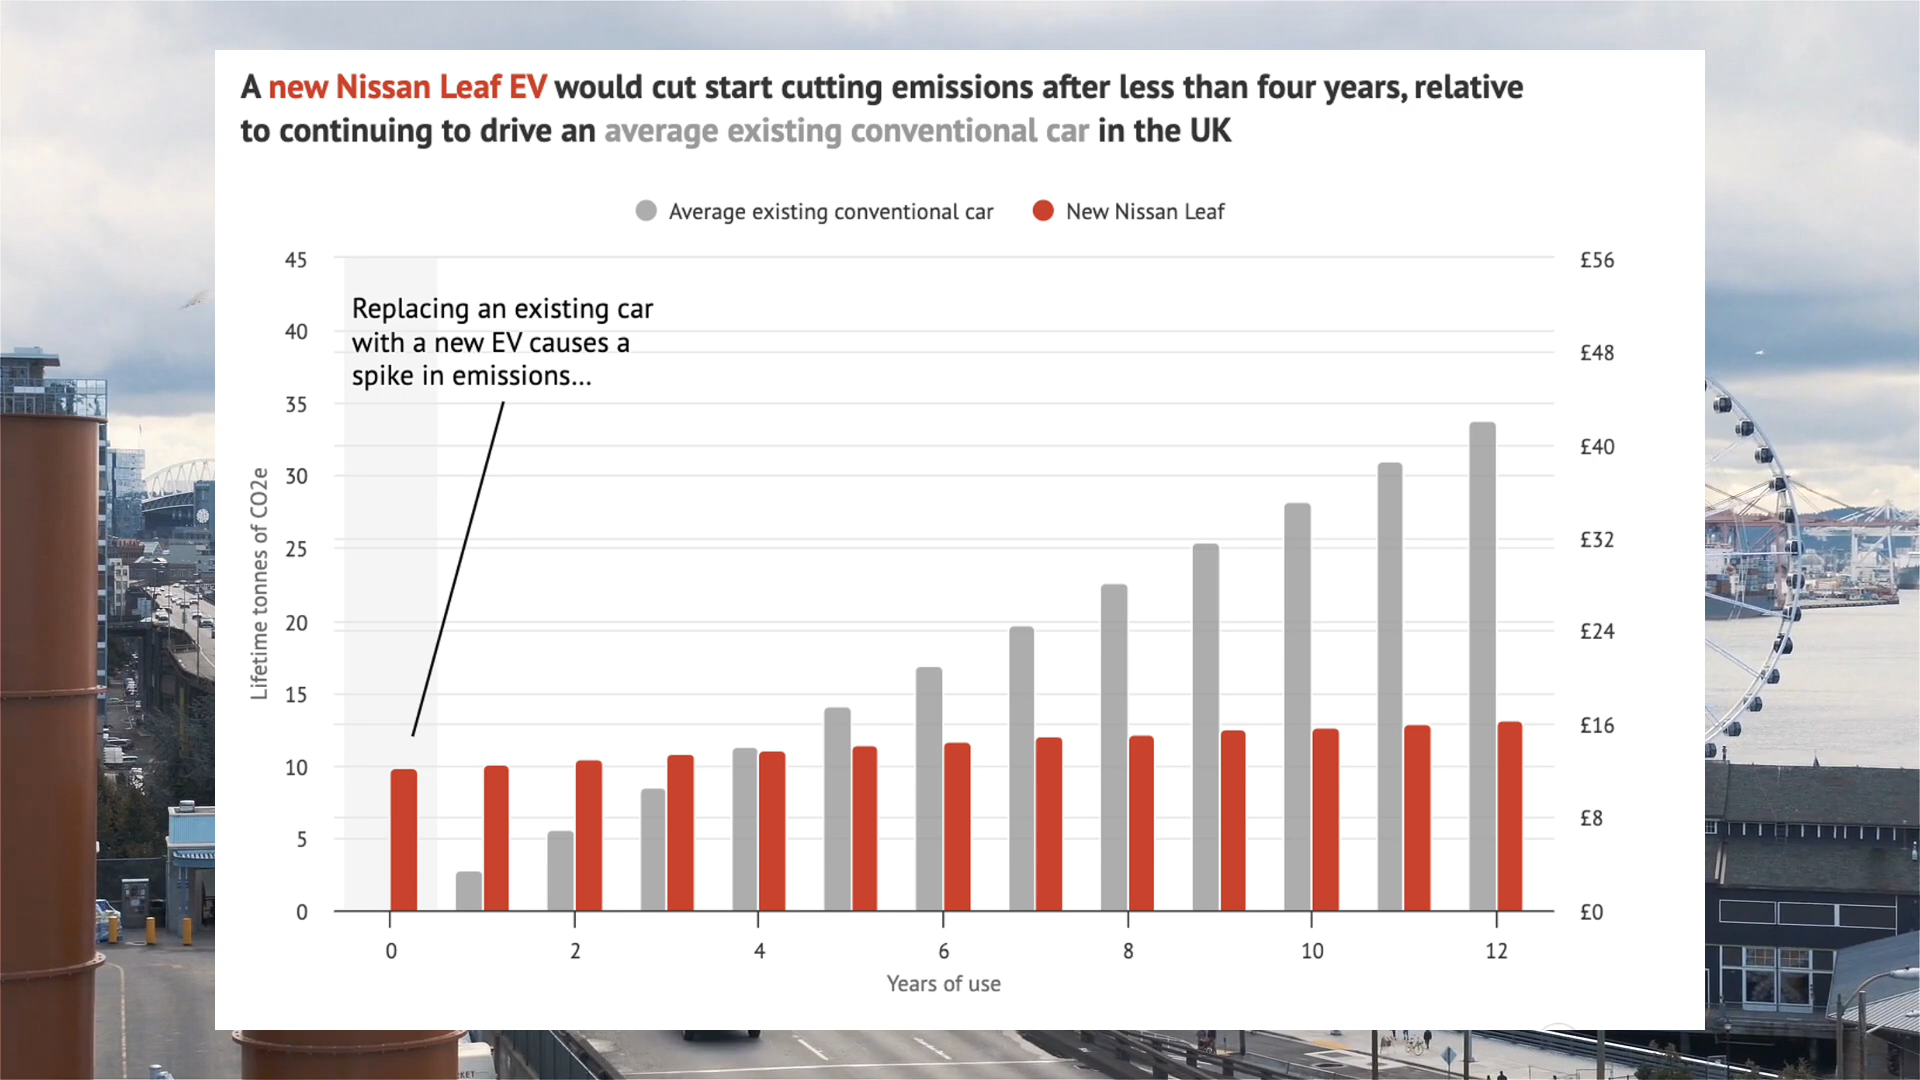 A new Nissan Leaf EV would cut start cutting emissions after less than four years, relative
to continuing to drive an average existing conventional car in the UK
Average existing conventional car
New Nissan Leaf
45
40
35
30
25
20
15
10
5
0
Lifetime tonnes of CO2e
Replacing an existing car
with a new EV causes a
spike in emissions...
£56
£48
£40
£32
£24
£16
£8
£0
0
2
4
6
8
10
12
Years of use
KET